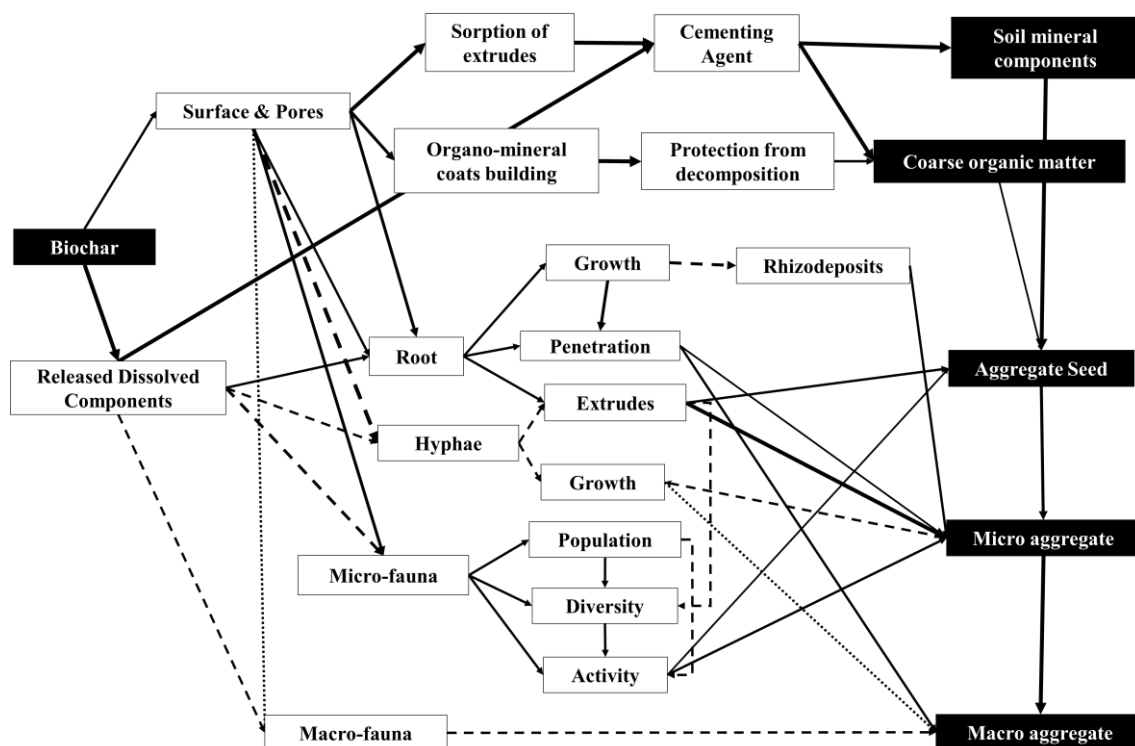 Sorption of
extrudes
Cementing
Agent
Soil mineral
components
Surface & Pores
Organo-mineral
coats building
Protection from
decomposition
Coarse organic matter
Biochar
Growth
Rhizodeposits
Released Dissolved
Components
Root
Penetration
Aggregate Seed
Extrudes
Hyphae
Growth
Micro-fauna
Population
Micro aggregate
Diversity
Activity
Macro-fauna
Macro aggregate